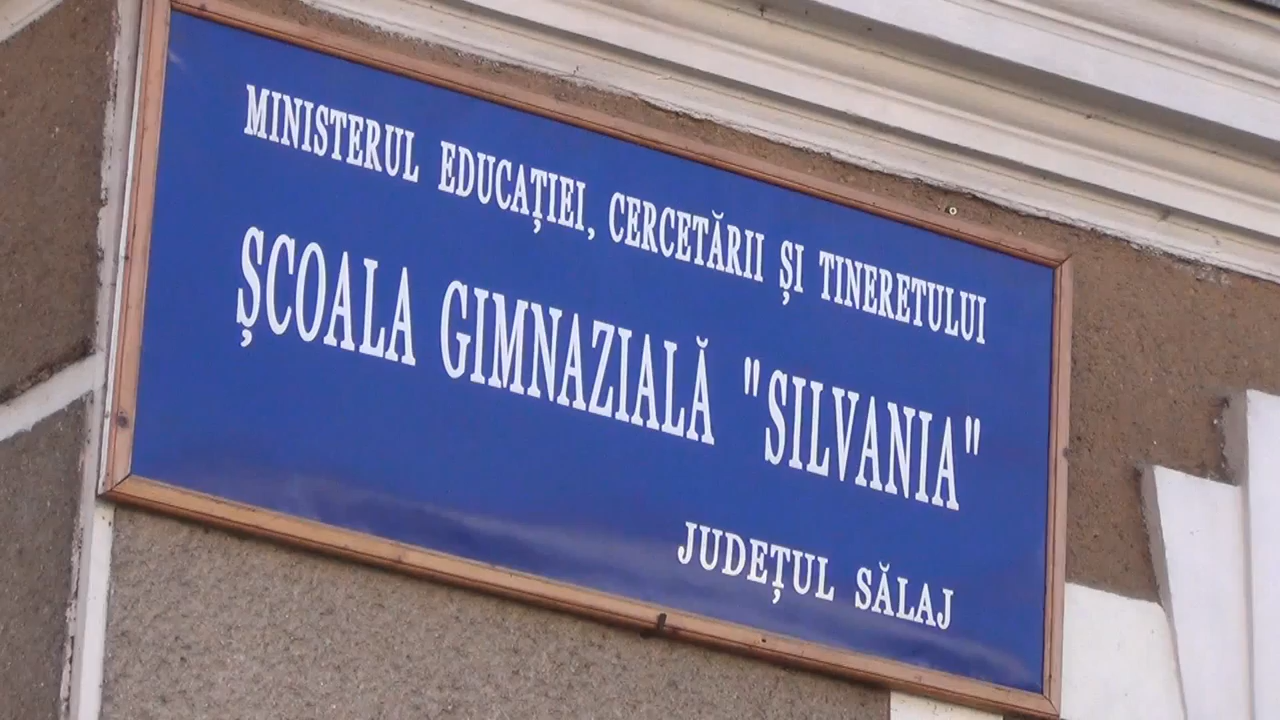 MINISTERUL EDUCAȚIEI, CERCETĂRII ȘI TINERETULUI
ȘCOALA GIMNAZIALĂ "SILVANIA"
JUDEȚUL SĂLAJ